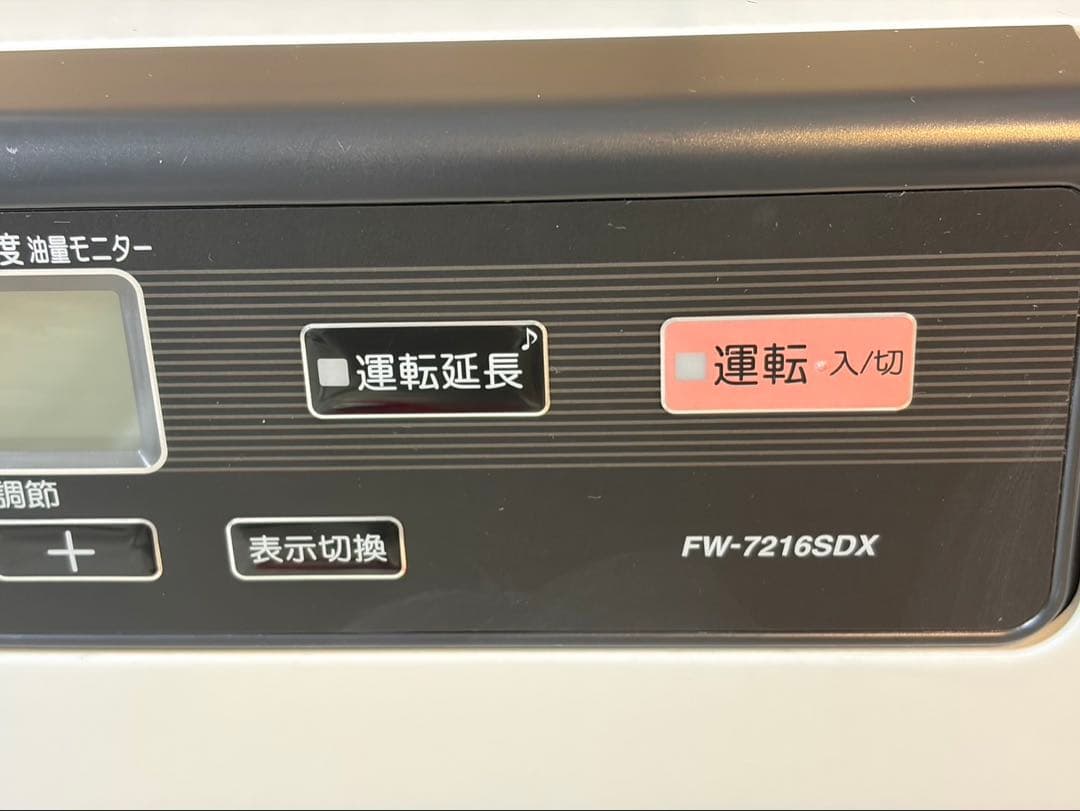 度 油量モニター
運転延長♪
運転 入/切
調節
+
表示切換
FW-7216SDX